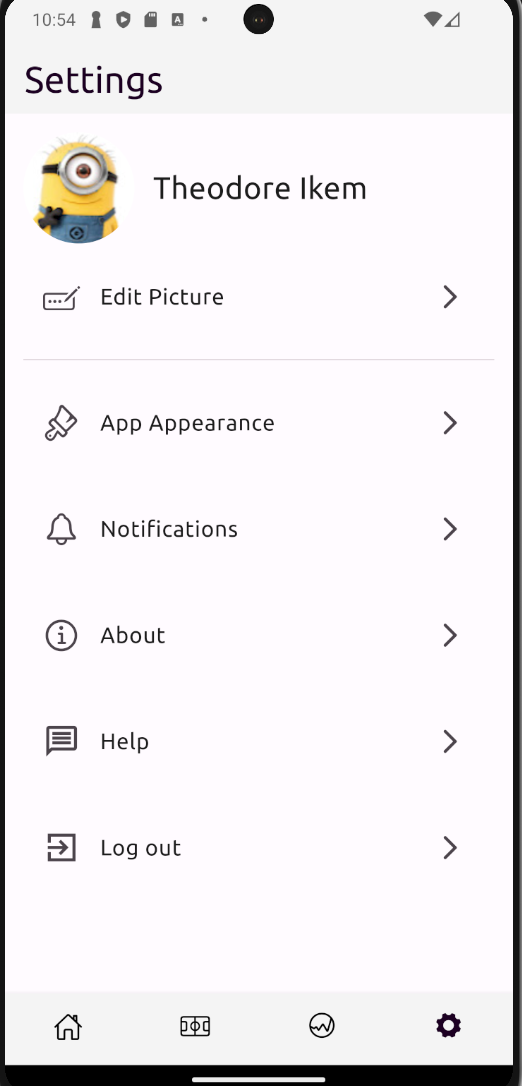 10:54
Settings
Theodore Ikem
Edit Picture
App Appearance
Notifications
About
Help
Log out